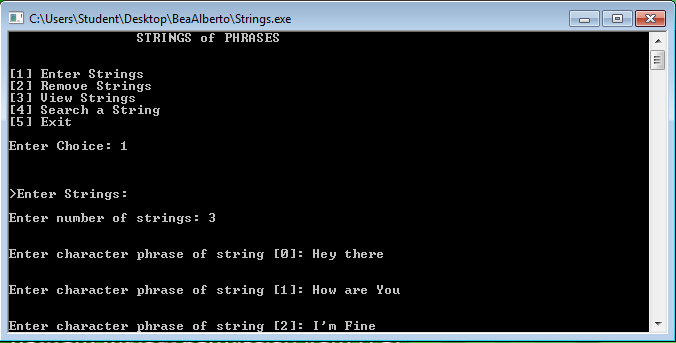 C:\Users\Student\Desktop\BeaAlberto\Strings.exe
STRINGS of PHRASES
[1] Enter Strings
[2] Remove Strings
[3] View Strings
[4] Search a String
[5] Exit
Enter Choice: 1
>Enter Strings:
Enter number of strings: 3
Enter character phrase of string [0]: Hey there
Enter character phrase of string [1]: How are You
Enter character phrase of string [2]: I'm Fine